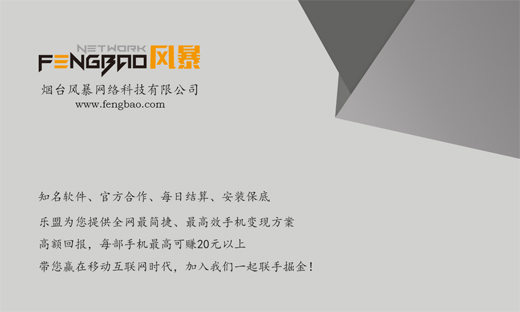 NETWORK
FENGBAO风暴
烟台风暴网络科技有限公司
www.fengbao.com
知名软件、官方合作、每日结算、安装保底
乐盟为您提供全网最简捷、最高效手机变现方案
高额回报，每部手机最高可赚20元以上
带您赢在移动互联网时代，加入我们一起联手掘金！